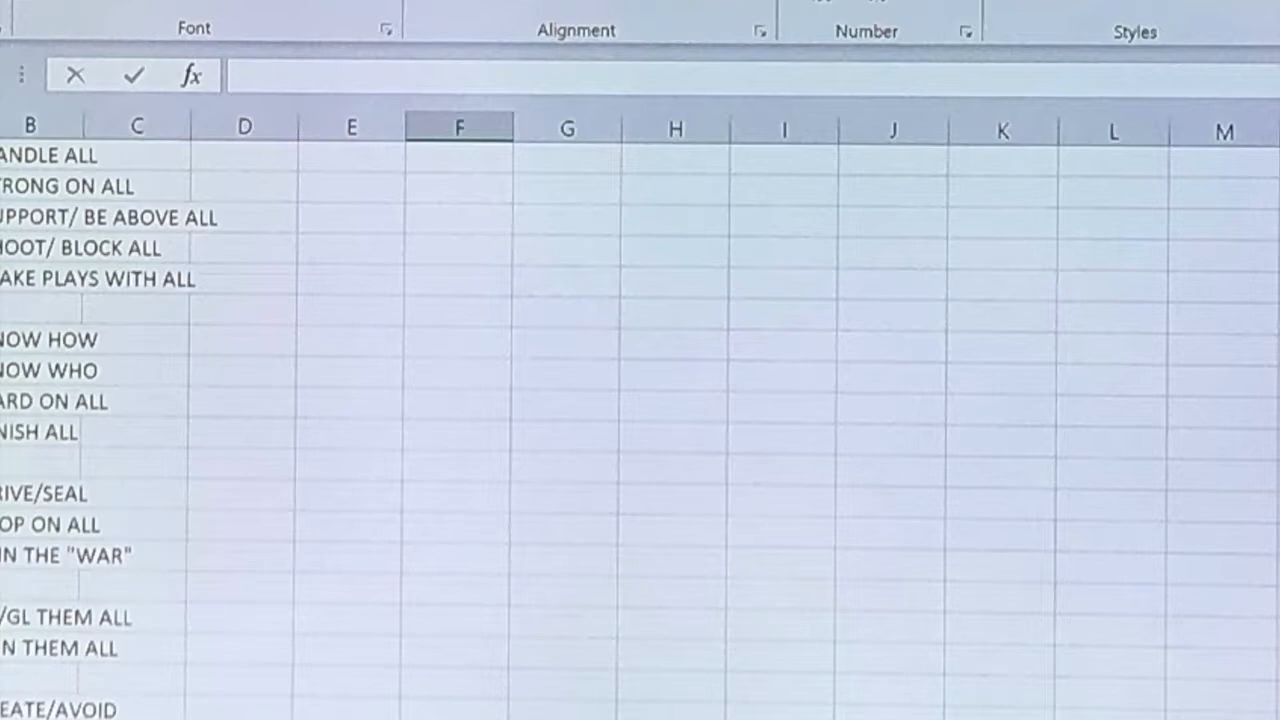 Font Alignment Number Styles
fx
B C D E F G H I J K L M
ANDLE ALL
TRONG ON ALL
UPPORT/ BE ABOVE ALL
HOOT/ BLOCK ALL
AKE PLAYS WITH ALL
NOW HOW
NOW WHO
ARD ON ALL
NISH ALL
RIVE/SEAL
OP ON ALL
IN THE "WAR"
/GL THEM ALL
N THEM ALL
EATE/AVOID